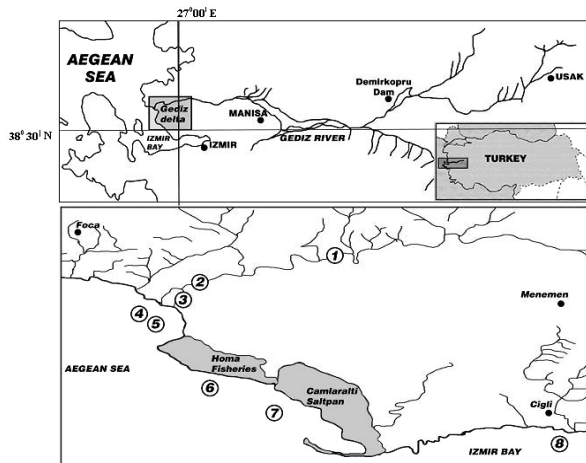 27°00' E
AEGEAN
SEA
Demirkopru
Dam
USAK
Gediz
delta
MANISA
38°30' N
IZMIR
BAY
IZMIR
GEDIZ RIVER
TURKEY
Foca
1
2
3
Menemen
4
5
AEGEAN SEA
Homa
Fisheries
6
Camlaralti
Saltpan
7
Cigli
8
IZMIR BAY